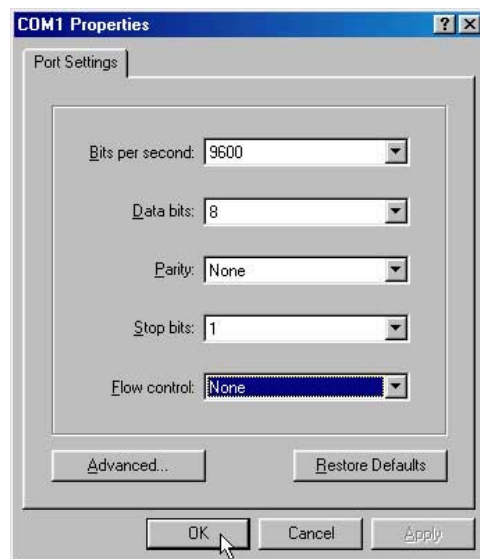 COM1 Properties
Port Settings
Bits per second: 9600
Data bits: 8
Parity: None
Stop bits: 1
Flow control: None
Advanced... Restore Defaults
OK Cancel Apply